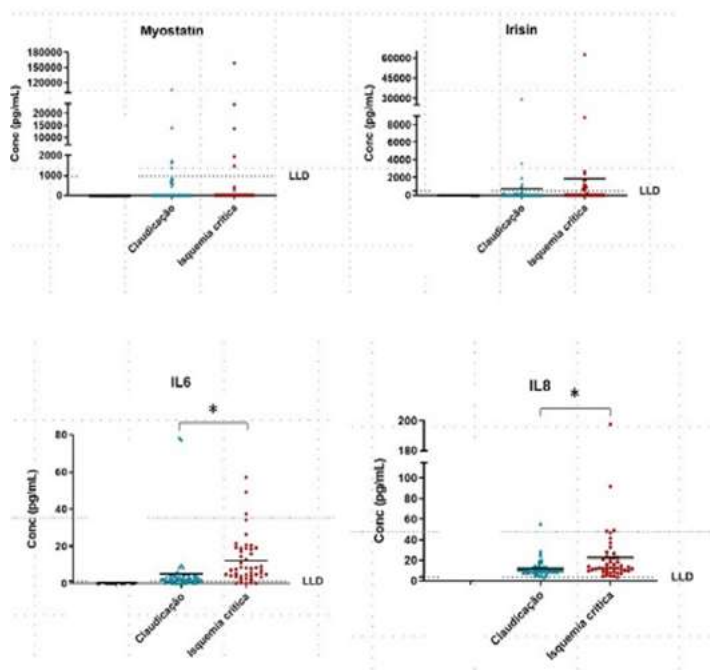 Myostatin
Conc (pg/mL)
180000
150000
120000
20000
15000
10000
2000
1000
0
LLD
Claudicação
Isquemia crítica
Irisin
Conc (pg/mL)
60000
45000
30000
8000
6000
4000
2000
0
LLD
Claudicação
Isquemia crítica
IL6
*
Conc (pg/mL)
80
60
40
20
0
LLD
Claudicação
Isquemia crítica
IL8
*
Conc (pg/mL)
200
180
100
80
60
40
20
0
LLD
Claudicação
Isquemia crítica